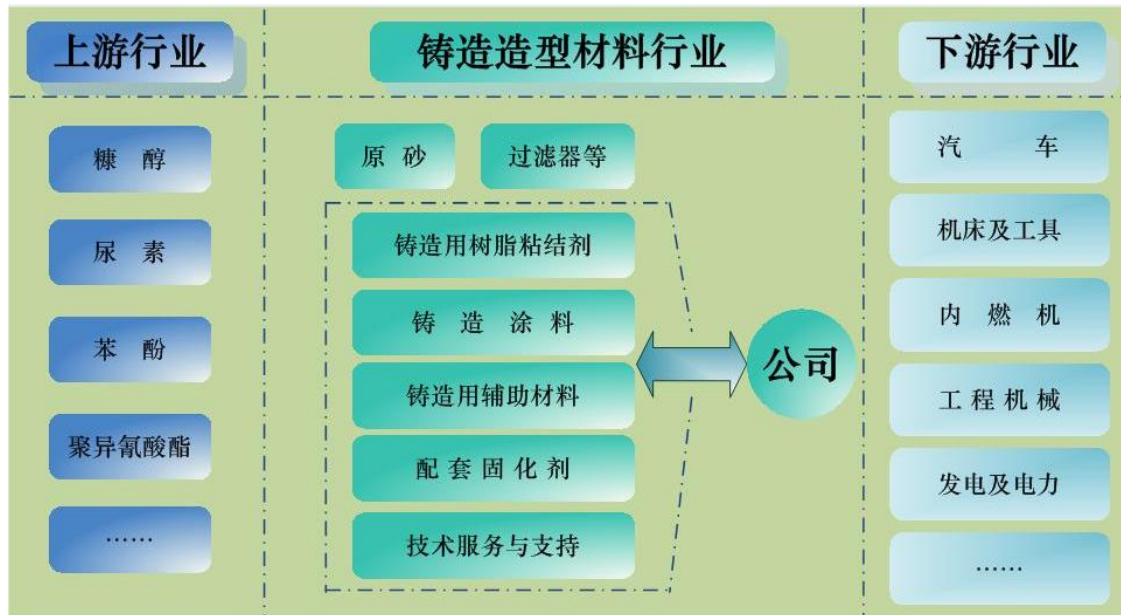 上游行业
铸造造型材料行业
下游行业
糠 醇
尿 素
苯 酚
聚异氰酸酯
……
原 砂
过滤器等
铸造用树脂粘结剂
铸 造 涂 料
铸造用辅助材料
配 套 固 化 剂
技术服务与支持
公司
汽 车
机床及工具
内 燃 机
工 程 机 械
发电及电力
……